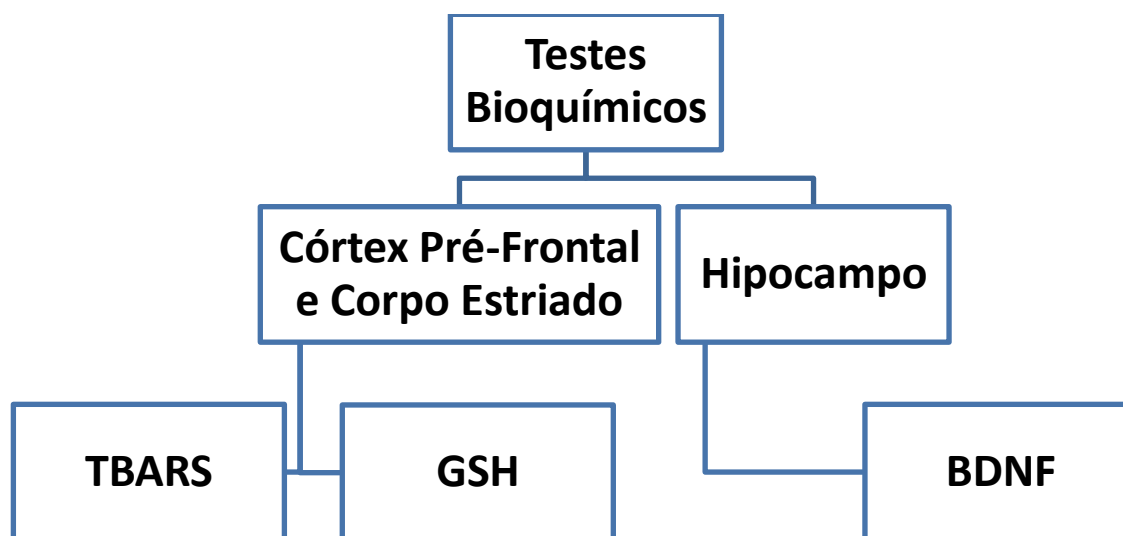 Testes
Bioquímicos
Córtex Pré-Frontal
e Corpo Estriado
Hipocampo
TBARS
GSH
BDNF